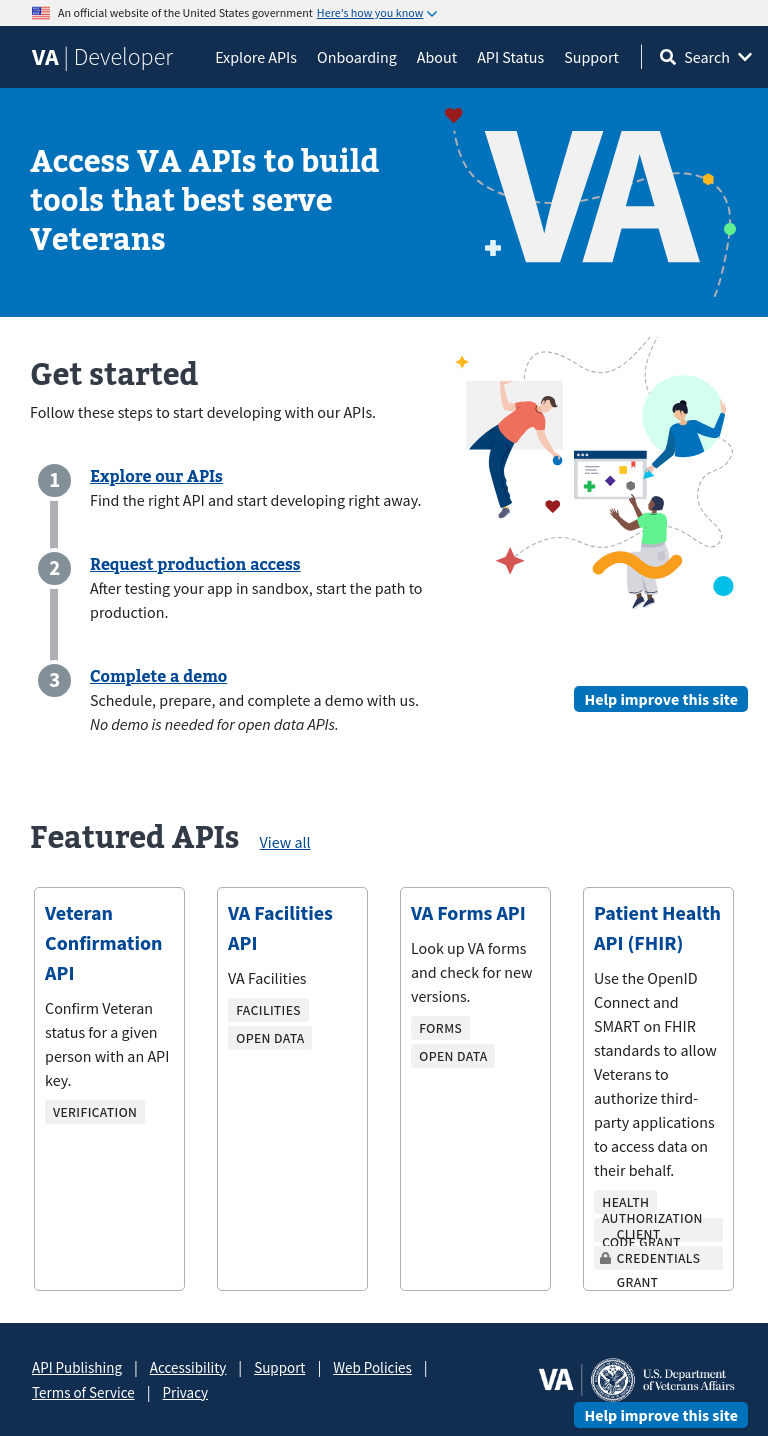 An official website of the United States government Here's how you know
VA | Developer
Explore APIs Onboarding About API Status Support Search
Access VA APIs to build
tools that best serve
Veterans
VA
Get started
Follow these steps to start developing with our APIs.
1 Explore our APIs
Find the right API and start developing right away.
2 Request production access
After testing your app in sandbox, start the path to
production.
3 Complete a demo
Schedule, prepare, and complete a demo with us.
No demo is needed for open data APIs.
Help improve this site
Featured APIs View all
Veteran
Confirmation
API
Confirm Veteran
status for a given
person with an API
key.
VERIFICATION
VA Facilities
API
VA Facilities
FACILITIES
OPEN DATA
VA Forms API
Look up VA forms
and check for new
versions.
FORMS
OPEN DATA
Patient Health
API (FHIR)
Use the OpenID
Connect and
SMART on FHIR
standards to allow
Veterans to
authorize third-
party applications
to access data on
their behalf.
HEALTH
AUTHORIZATION
CODE GRANT
CLIENT
CREDENTIALS
GRANT
API Publishing | Accessibility | Support | Web Policies |
Terms of Service | Privacy
VA | U.S. Department
of Veterans Affairs
Help improve this site